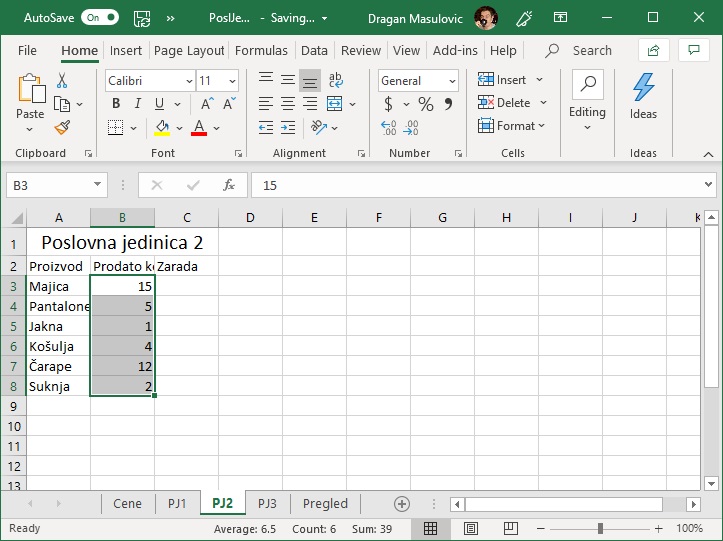 AutoSave On PoslJe... - Saving... Dragan Masulovic
File Home Insert Page Layout Formulas Data Review View Add-ins Help Search
Paste Calibri 11 ab c General Insert Editing Ideas
B I U A A $ % Delete
A .00 .0 Format
Clipboard Font Alignment Number Cells Ideas
B3 fx 15
A B C D E F G H I J K
1 Poslovna jedinica 2
2 Proizvod Prodato k Zarada
3 Majica 15
4 Pantalone 5
5 Jakna 1
6 Košulja 4
7 Čarape 12
8 Suknja 2
9
10
11
12
13
Cene PJ1 PJ2 PJ3 Pregled
Ready Average: 6.5 Count: 6 Sum: 39 100%